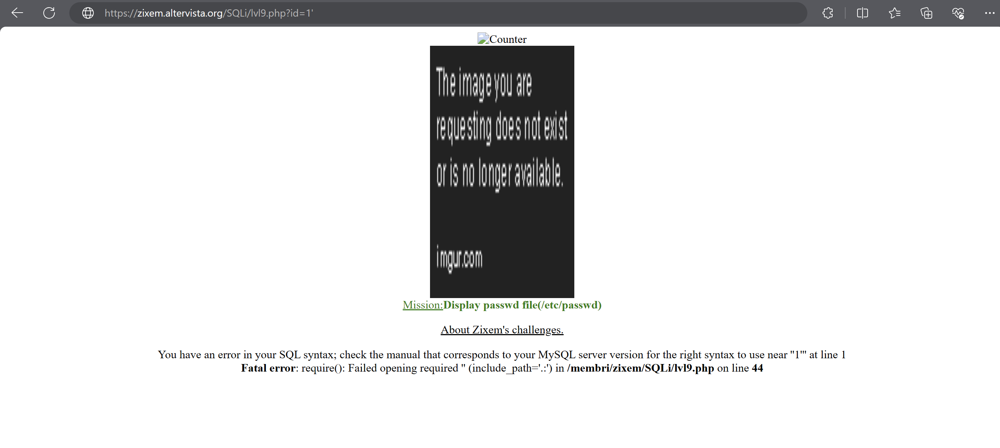 https://zixem.altervista.org/SQLi/lvl9.php?id=1'
Counter
The image you are
requesting does not exist
or is no longer available.
imgur.com
Mission:Display passwd file(/etc/passwd)
About Zixem's challenges.
You have an error in your SQL syntax; check the manual that corresponds to your MySQL server version for the right syntax to use near ''1''' at line 1
Fatal error: require(): Failed opening required '' (include_path='.:') in /membri/zixem/SQLi/lvl9.php on line 44